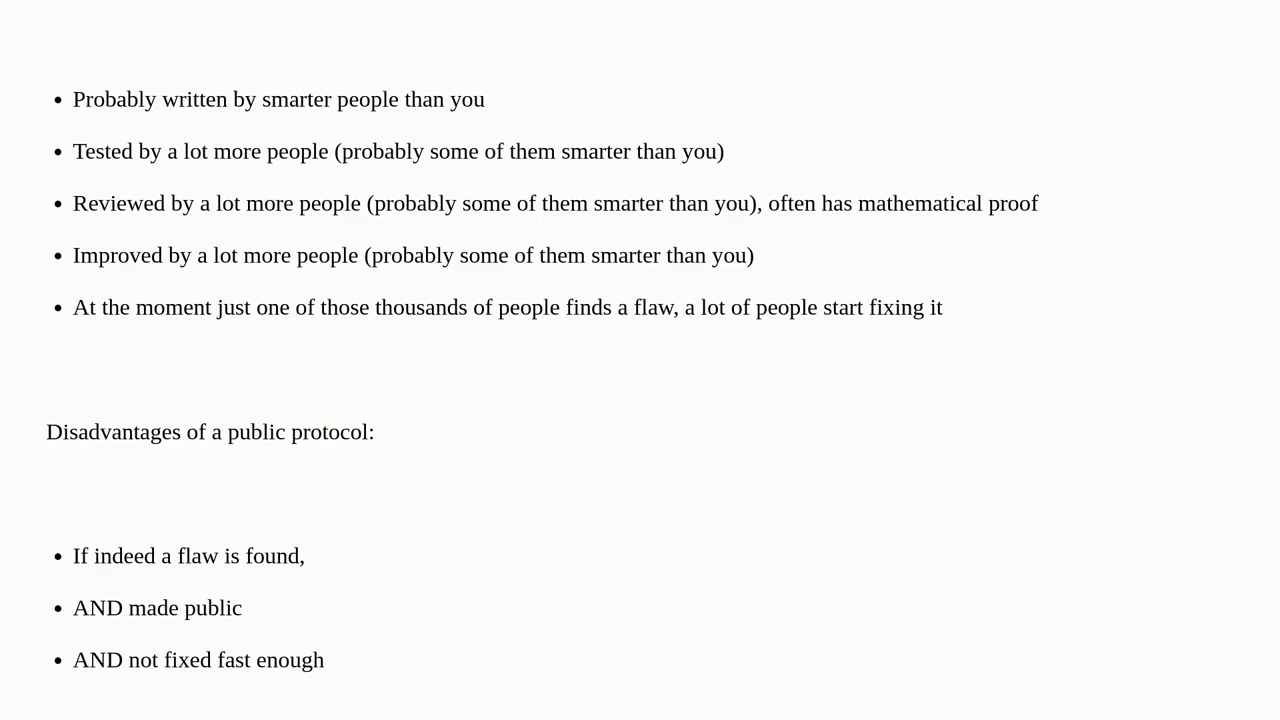 • Probably written by smarter people than you
• Tested by a lot more people (probably some of them smarter than you)
• Reviewed by a lot more people (probably some of them smarter than you), often has mathematical proof
• Improved by a lot more people (probably some of them smarter than you)
• At the moment just one of those thousands of people finds a flaw, a lot of people start fixing it
Disadvantages of a public protocol:
• If indeed a flaw is found,
• AND made public
• AND not fixed fast enough